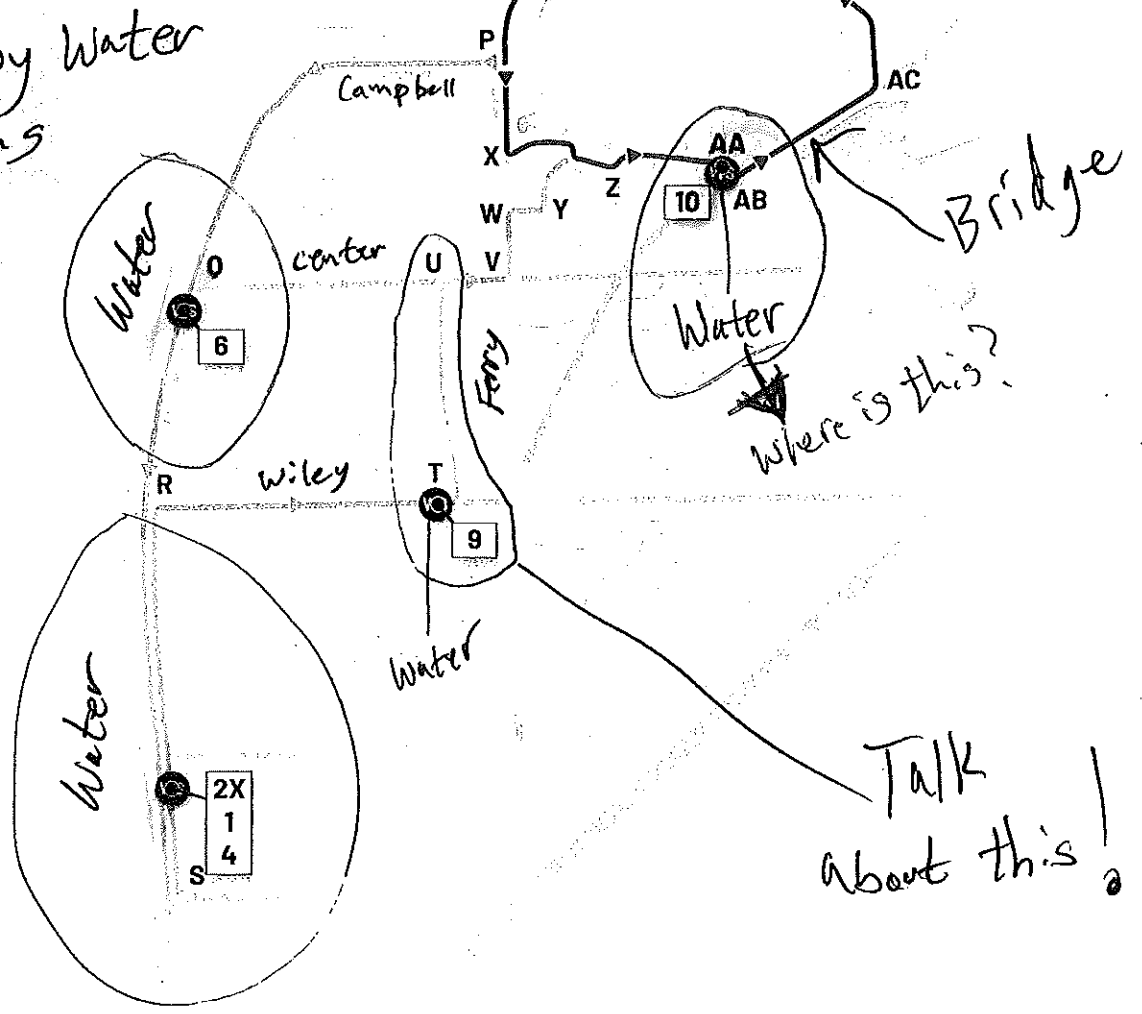 by Water
P
Campbell
AC
X
AA
Z
10
AB
Bridge
W
Y
Water
O
center
U
V
6
Water
Ferry
Where is this?
R
Wiley
T
9
Water
Water
2X
1
4
S
Talk
about this!